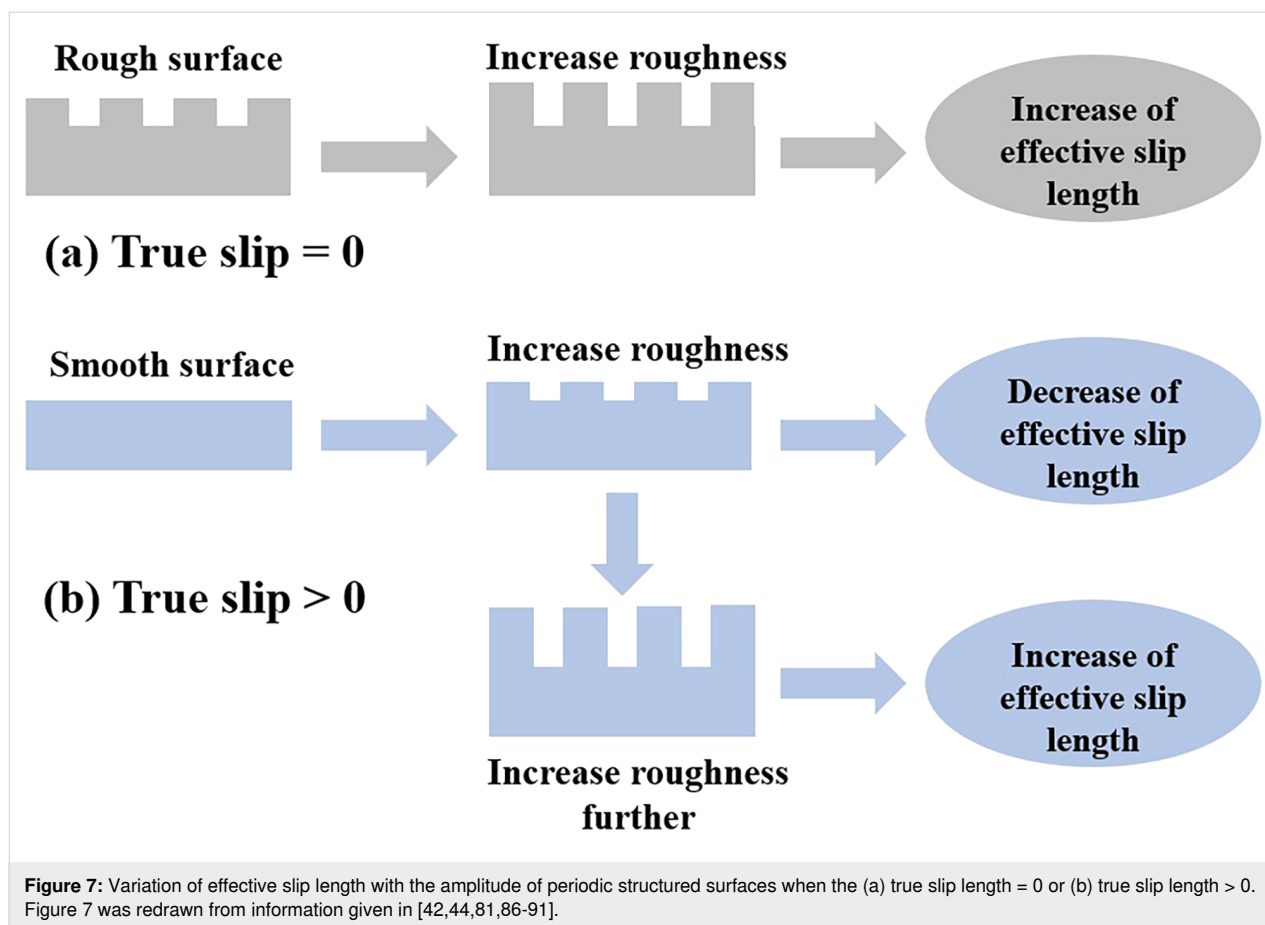 Rough surface
Increase roughness
Increase of
effective slip
length
(a) True slip = 0
Smooth surface
Increase roughness
Decrease of
effective slip
length
(b) True slip > 0
Increase of
effective slip
length
Increase roughness
further
Figure 7: Variation of effective slip length with the amplitude of periodic structured surfaces when the (a) true slip length = 0 or (b) true slip length > 0.
Figure 7 was redrawn from information given in [42,44,81,86-91].